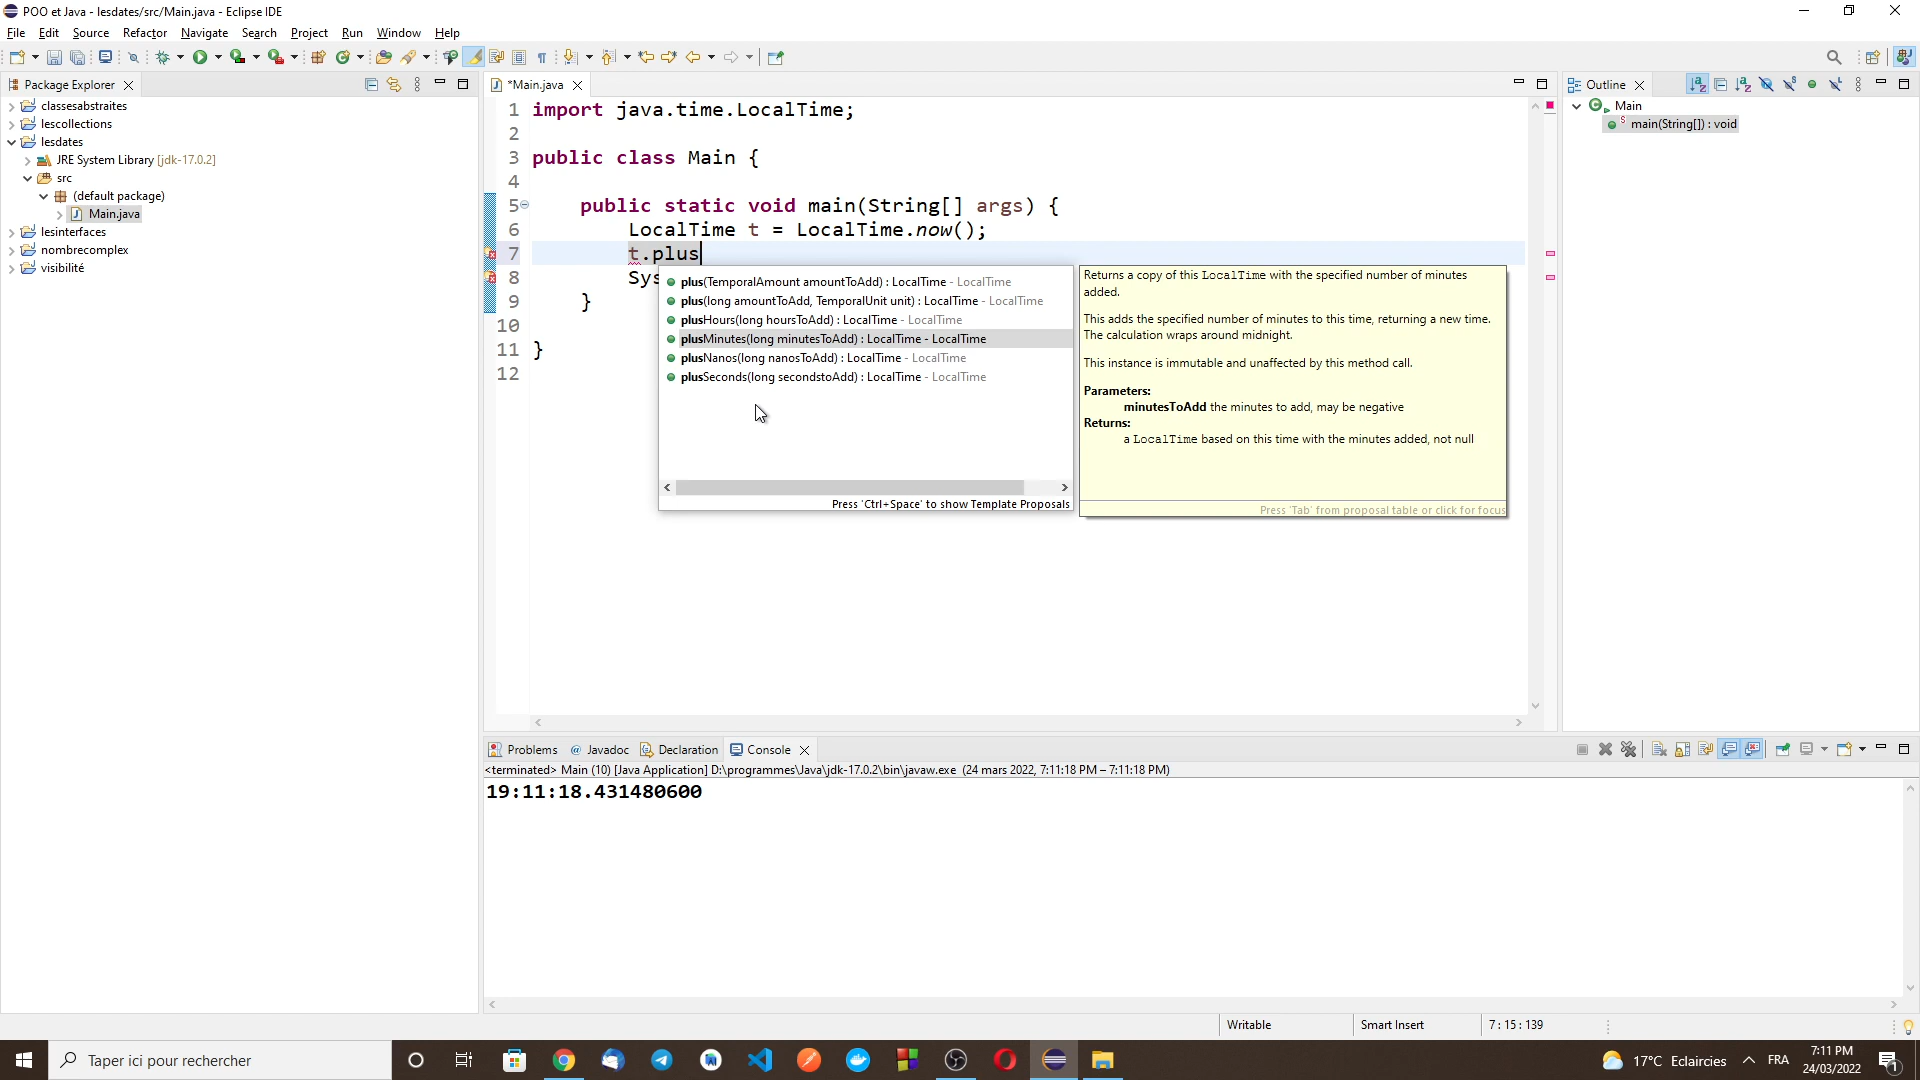 POO et Java - lesdates/src/Main.java - Eclipse IDE
File Edit Source Refactor Navigate Search Project Run Window Help
Package Explorer
classesabstraites
lescollections
lesdates
JRE System Library [jdk-17.0.2]
src
(default package)
Main.java
lesinterfaces
nombrecomplex
visibilité
*Main.java
1 import java.time.LocalTime;
2
3 public class Main {
4
5 public static void main(String[] args) {
6 LocalTime t = LocalTime.now();
7 t.plus
8 Sys
9 }
10
11 }
12
plus(TemporalAmount amountToAdd) : LocalTime - LocalTime
plus(long amountToAdd, TemporalUnit unit) : LocalTime - LocalTime
plusHours(long hoursToAdd) : LocalTime - LocalTime
plusMinutes(long minutesToAdd) : LocalTime - LocalTime
plusNanos(long nanosToAdd) : LocalTime - LocalTime
plusSeconds(long secondstoAdd) : LocalTime - LocalTime
Press 'Ctrl+Space' to show Template Proposals
Returns a copy of this LocalTime with the specified number of minutes
added.
This adds the specified number of minutes to this time, returning a new time.
The calculation wraps around midnight.
This instance is immutable and unaffected by this method call.
Parameters:
minutesToAdd the minutes to add, may be negative
Returns:
a LocalTime based on this time with the minutes added, not null
Press 'Tab' from proposal table or click for focus
Outline
Main
main(String[]) : void
Problems Javadoc Declaration Console
<terminated> Main (10) [Java Application] D:\programmes\Java\jdk-17.0.2\bin\javaw.exe (24 mars 2022, 7:11:18 PM – 7:11:18 PM)
19:11:18.431480600
Writable Smart Insert 7 : 15 : 139
Taper ici pour rechercher
17°C Eclaircies
FRA
7:11 PM
24/03/2022
1